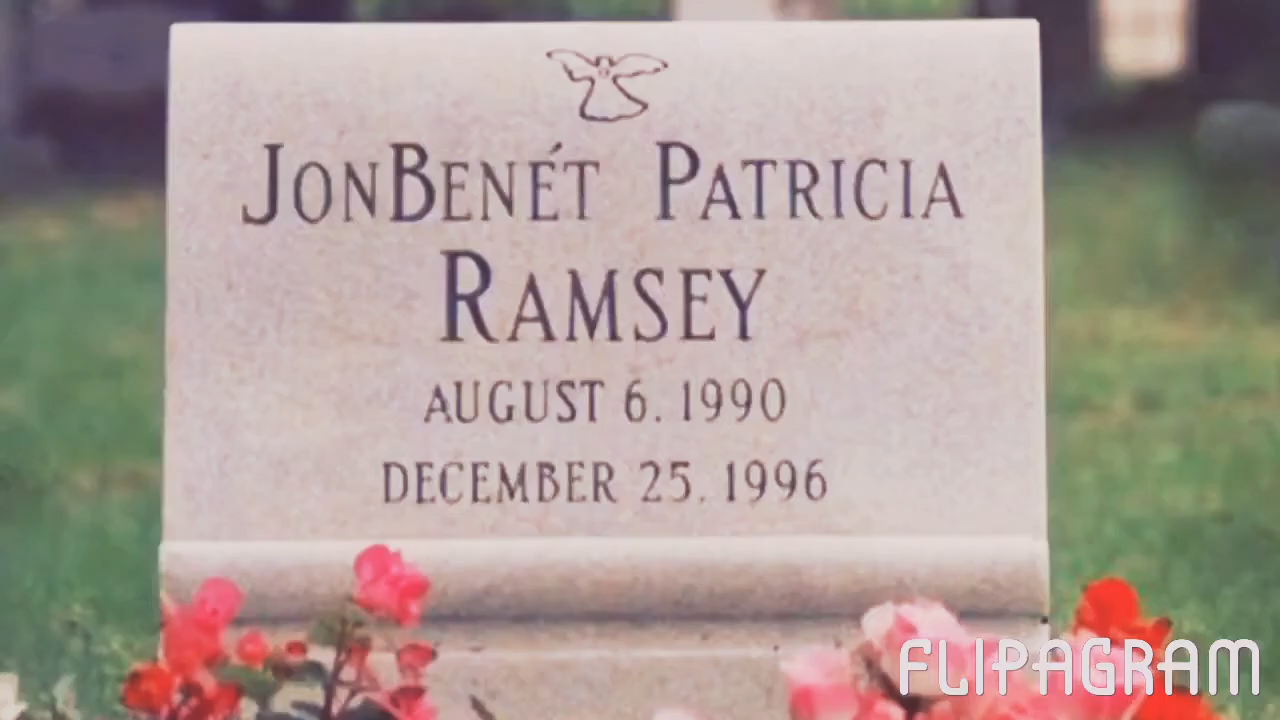 JonBenét Patricia
Ramsey
August 6, 1990
December 25, 1996
FLIPAGRAM